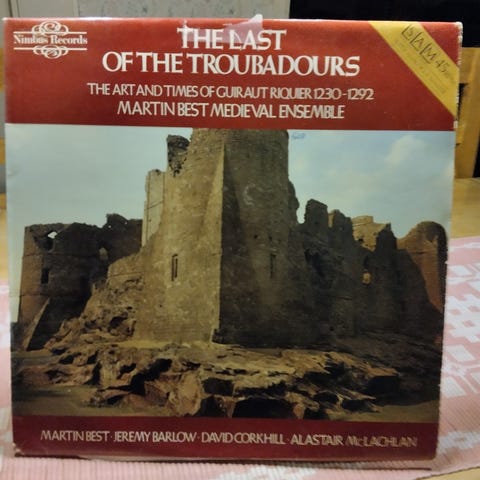 Nimbus Records
THE LAST
OF THE TROUBADOURS
THE ART AND TIMES OF GUIRAUT RIQUIER 1230-1292
MARTIN BEST MEDIEVAL ENSEMBLE
45
MARTIN BEST · JEREMY BARLOW · DAVID CORKHILL · ALASTAIR McLACHLAN